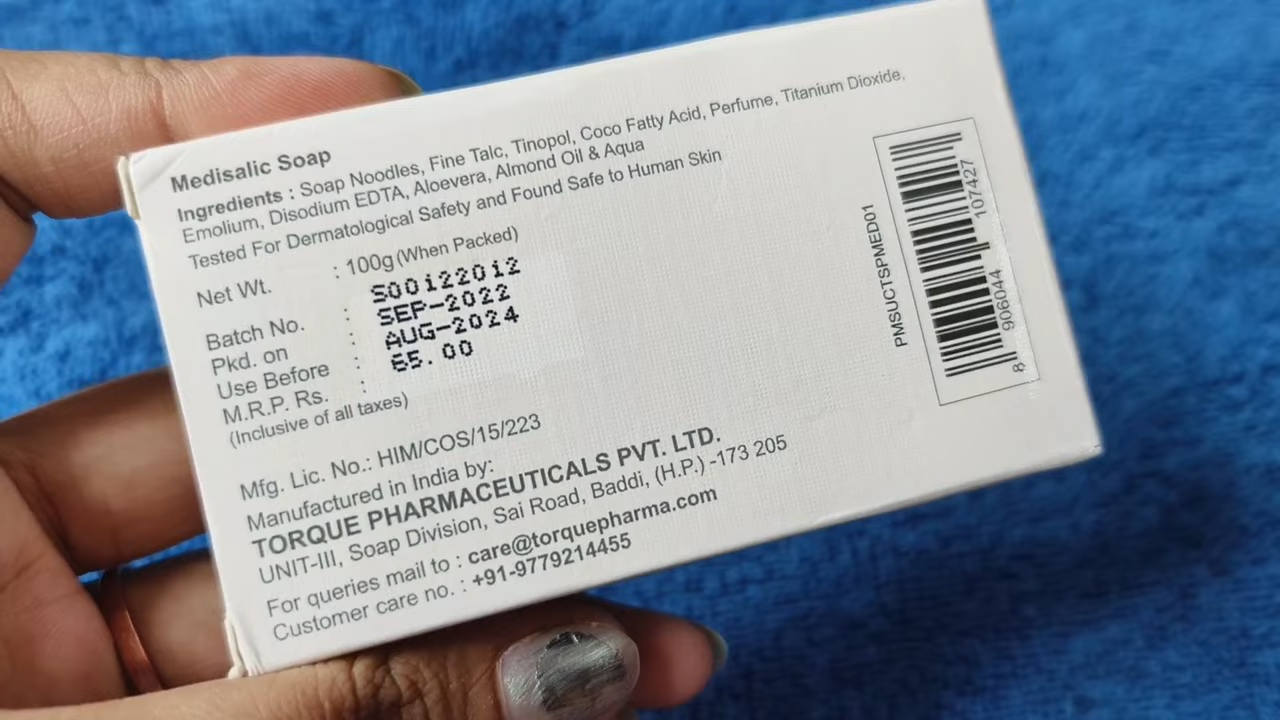 Medisalic Soap
Ingredients : Soap Noodles, Fine Talc, Tinopol, Coco Fatty Acid, Perfume, Titanium Dioxide,
Emolium, Disodium EDTA, Aloevera, Almond Oil & Aqua
Tested For Dermatological Safety and Found Safe to Human Skin
Net Wt. : 100g (When Packed)
Batch No. : S00122012
Pkd. on : SEP-2022
Use Before : AUG-2024
M.R.P. Rs. : 65.00
(Inclusive of all taxes)
Mfg. Lic. No.: HIM/COS/15/223
Manufactured in India by:
TORQUE PHARMACEUTICALS PVT. LTD.
UNIT-III, Soap Division, Sai Road, Baddi, (H.P.) -173 205
For queries mail to : care@torquepharma.com
Customer care no. : +91-9779214455
PMSUCTSPMED01
8 906044 107427